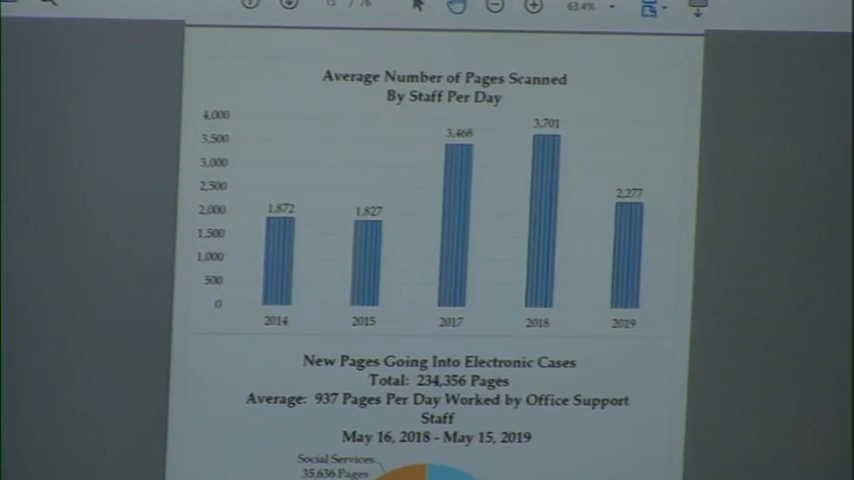 63.4%
Average Number of Pages Scanned
By Staff Per Day
4,000
3,500
3,000
2,500
2,000
1,500
1,000
500
0
1,872
1,827
3,468
3,701
2,277
2014
2015
2017
2018
2019
New Pages Going Into Electronic Cases
Total: 234,356 Pages
Average: 937 Pages Per Day Worked by Office Support
Staff
May 16, 2018 - May 15, 2019
Social Services
35,636 Pages